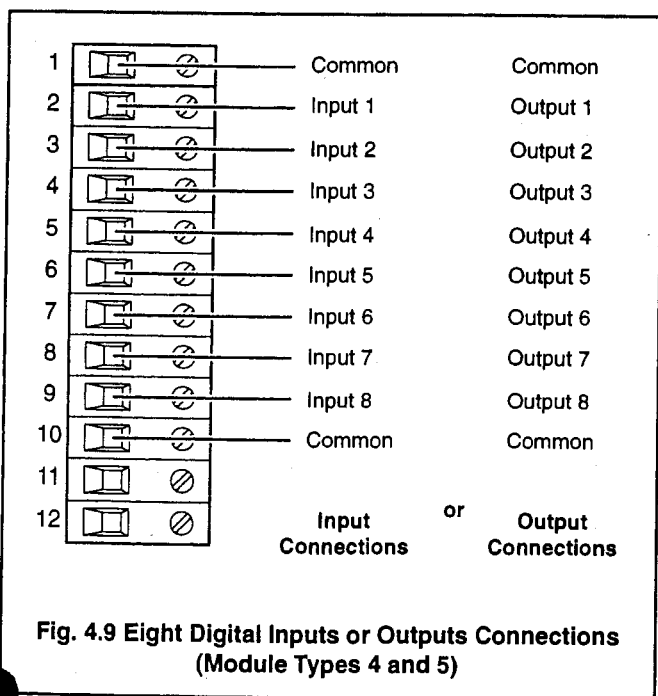 1 Common Common
2 Input 1 Output 1
3 Input 2 Output 2
4 Input 3 Output 3
5 Input 4 Output 4
6 Input 5 Output 5
7 Input 6 Output 6
8 Input 7 Output 7
9 Input 8 Output 8
10 Common Common
11
12
Input or Output
Connections Connections
Fig. 4.9 Eight Digital Inputs or Outputs Connections
(Module Types 4 and 5)